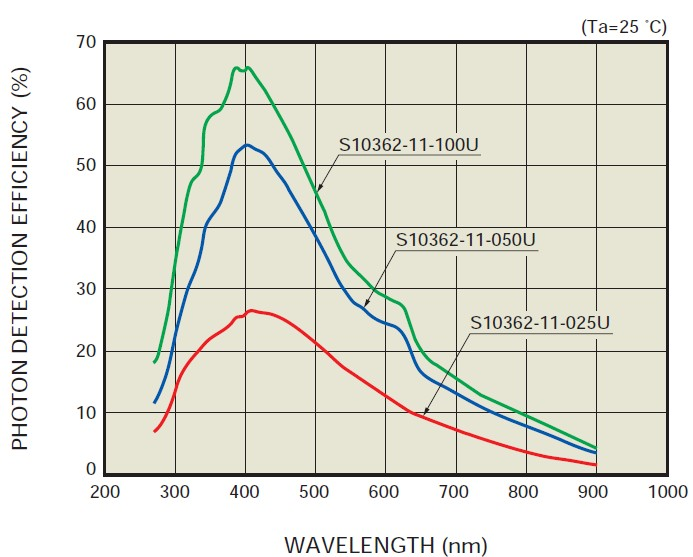 (Ta=25 ˚C)
PHOTON DETECTION EFFICIENCY (%)
70
60
50
40
30
20
10
0
S10362-11-100U
S10362-11-050U
S10362-11-025U
200 300 400 500 600 700 800 900 1000
WAVELENGTH (nm)